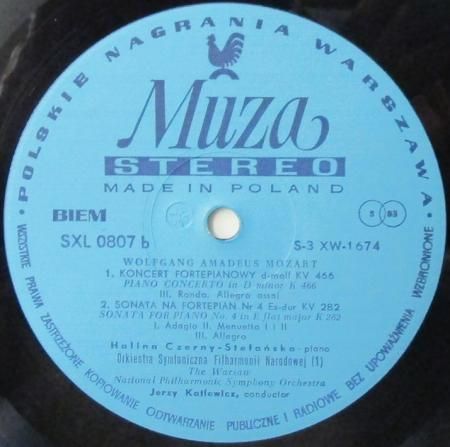 POLSKIE NAGRANIA WARSZAWA
Muza
STEREO
MADE IN POLAND
BIEM
S 33
SXL 0807 b
S-3 XW-1674
WOLFGANG AMADEUS MOZART
1. KONCERT FORTEPIANOWY d-moll KV 466
PIANO CONCERTO in D minor K 466
III. Rondo. Allegro assai
2. SONATA NA FORTEPIAN Nr 4 Es-dur KV 282
SONATA FOR PIANO No. 4 in E flat major K 282
I. Adagio II. Menuetto I i II
III. Allegro
Halina Czerny-Stefańska - piano
Orkiestra Symfoniczna Filharmonii Narodowej (1)
The Warsaw
National Philharmonic Symphony Orchestra
Jerzy Katlewicz, conductor
WSZYSTKIE PRAWA ZASTRZEŻONE KOPIOWANIE ODTWARZANIE PUBLICZNE I RADIOWE BEZ UPOWAŻNIENIA WZBRONIONE